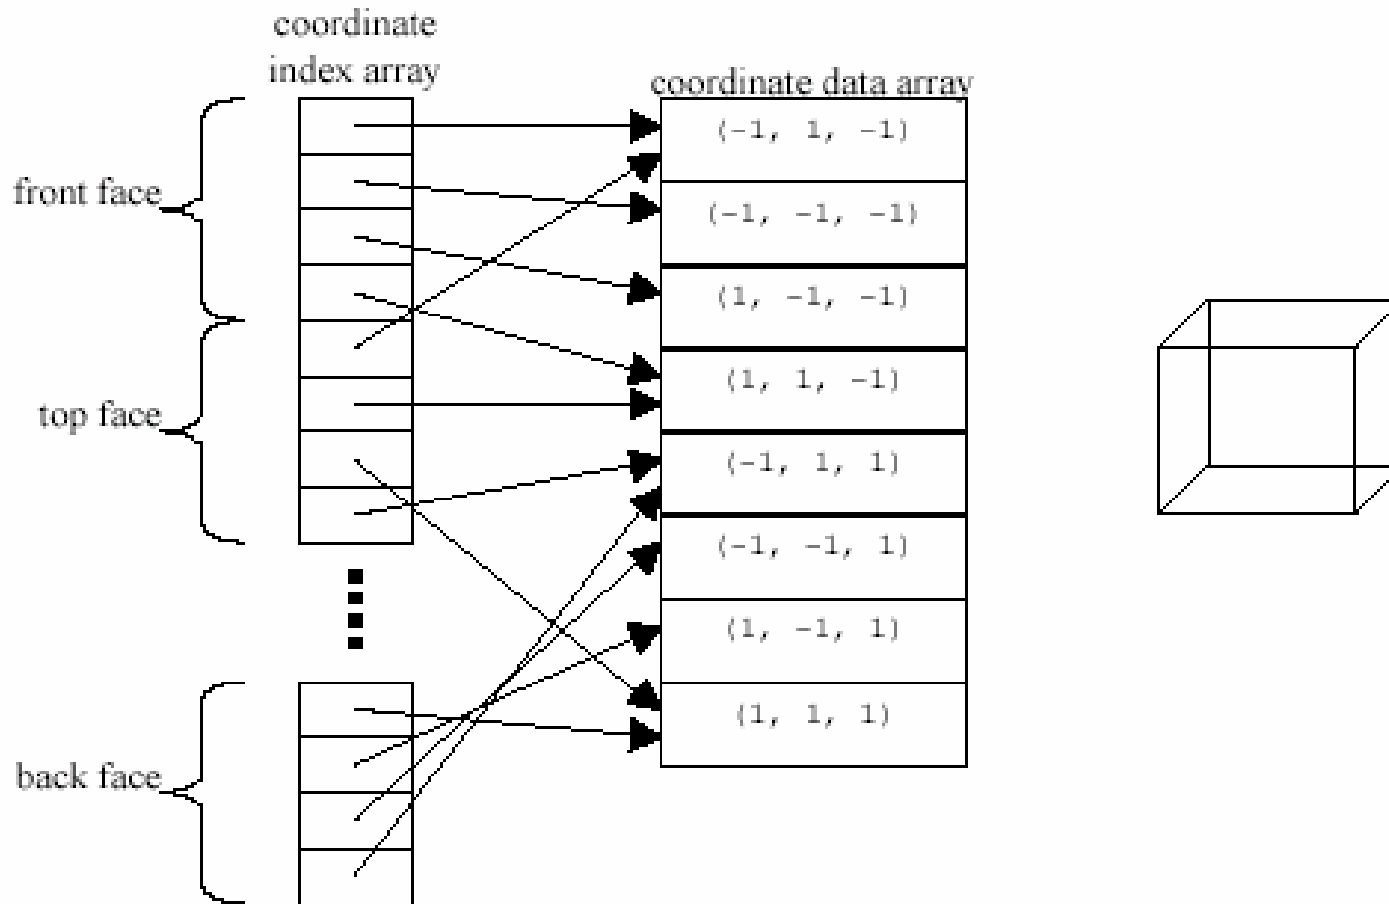 coordinate
index array
coordinate data array
front face
top face
back face
(-1, 1, -1)
(-1, -1, -1)
(1, -1, -1)
(1, 1, -1)
(-1, 1, 1)
(-1, -1, 1)
(1, -1, 1)
(1, 1, 1)